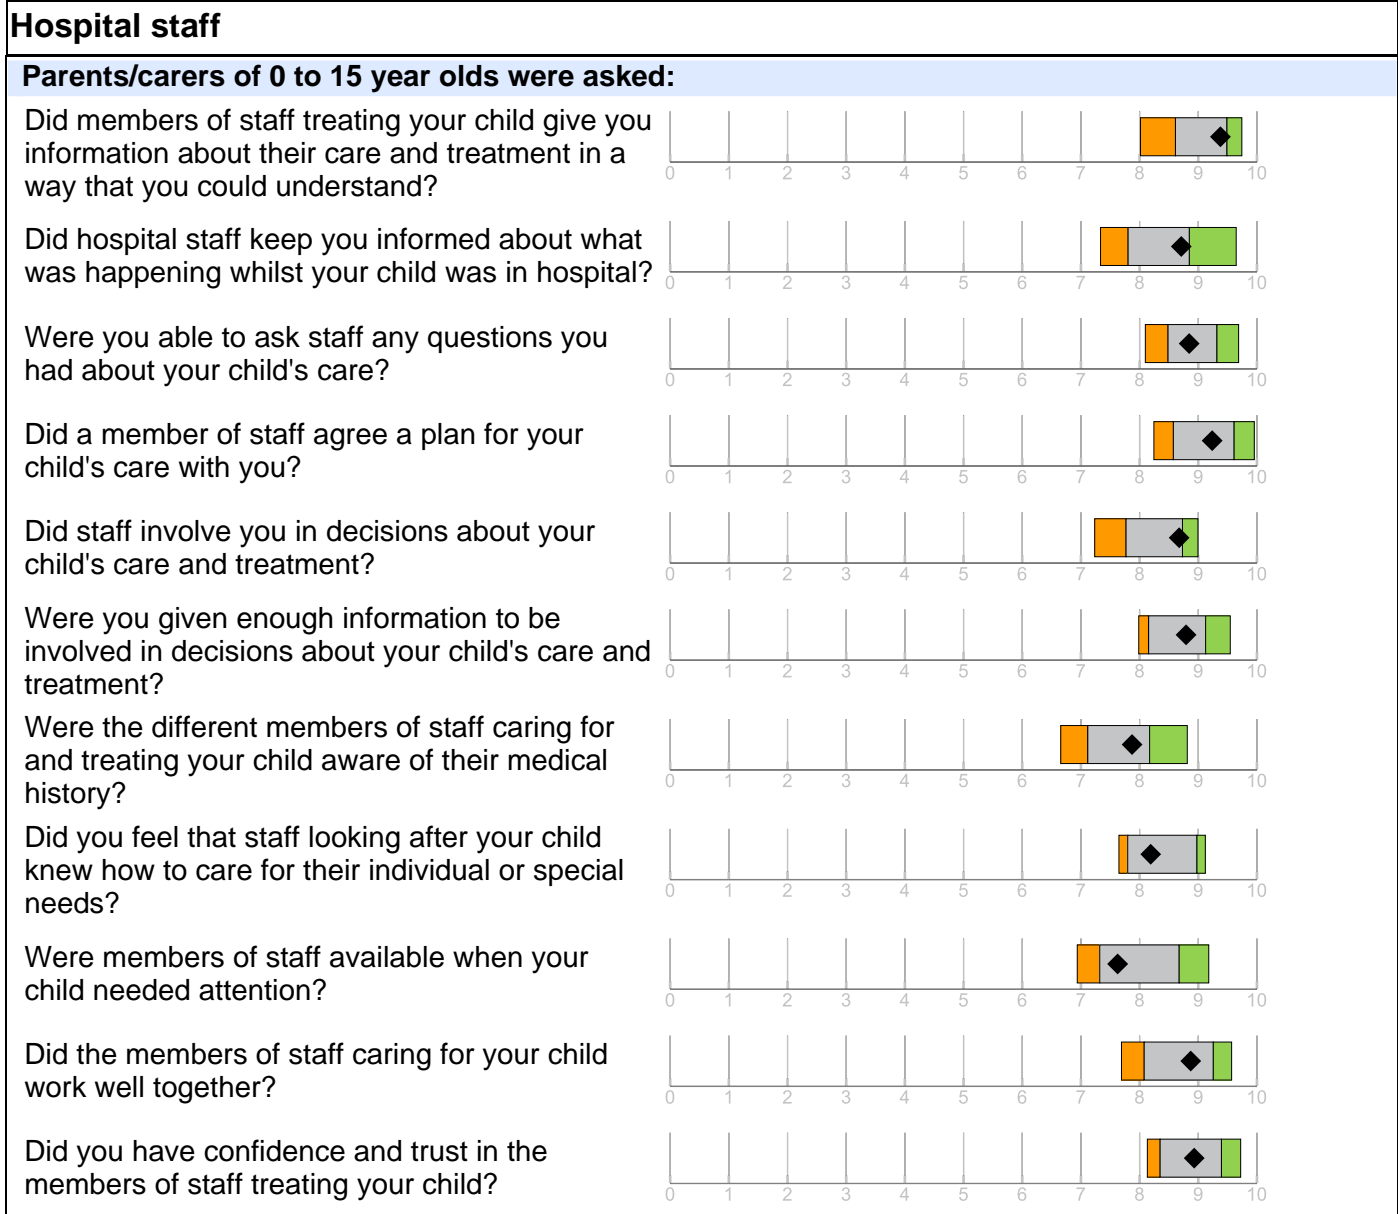 Hospital staff
Parents/carers of 0 to 15 year olds were asked:
Did members of staff treating your child give you
information about their care and treatment in a
way that you could understand?
0 1 2 3 4 5 6 7 8 9 10
Did hospital staff keep you informed about what
was happening whilst your child was in hospital?
0 1 2 3 4 5 6 7 8 9 10
Were you able to ask staff any questions you
had about your child's care?
0 1 2 3 4 5 6 7 8 9 10
Did a member of staff agree a plan for your
child's care with you?
0 1 2 3 4 5 6 7 8 9 10
Did staff involve you in decisions about your
child's care and treatment?
0 1 2 3 4 5 6 7 8 9 10
Were you given enough information to be
involved in decisions about your child's care and
treatment?
0 1 2 3 4 5 6 7 8 9 10
Were the different members of staff caring for
and treating your child aware of their medical
history?
0 1 2 3 4 5 6 7 8 9 10
Did you feel that staff looking after your child
knew how to care for their individual or special
needs?
0 1 2 3 4 5 6 7 8 9 10
Were members of staff available when your
child needed attention?
0 1 2 3 4 5 6 7 8 9 10
Did the members of staff caring for your child
work well together?
0 1 2 3 4 5 6 7 8 9 10
Did you have confidence and trust in the
members of staff treating your child?
0 1 2 3 4 5 6 7 8 9 10